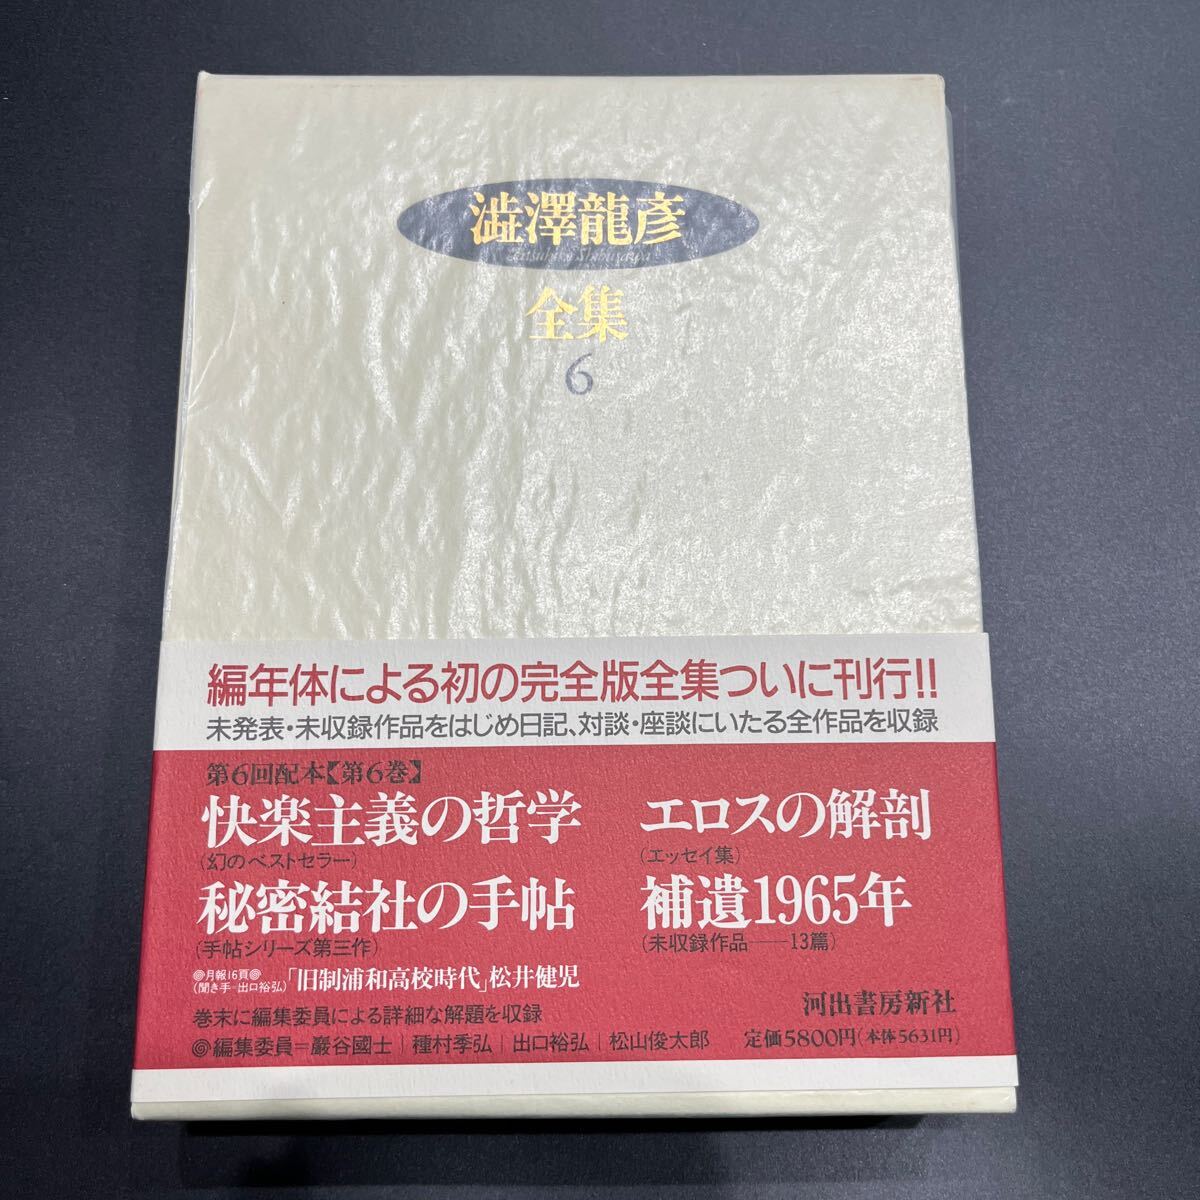 澁澤龍彦
Tatsuhiko Shibusawa
全集
6
編年体による初の完全版全集ついに刊行!!
未発表・未収録作品をはじめ日記、対談・座談にいたる全作品を収録
第6回配本【第6巻】
快楽主義の哲学
(幻のベストセラー)
エロスの解剖
(エッセイ集)
秘密結社の手帖
(手帖シリーズ第三作)
補遺1965年
(未収録作品——13篇)
◎月報16頁◎
(聞き手=出口裕弘)
「旧制浦和高校時代」松井健児
巻末に編集委員による詳細な解題を収録
◎編集委員=巖谷國士|種村季弘|出口裕弘|松山俊太郎
河出書房新社
定価5800円(本体5631円)